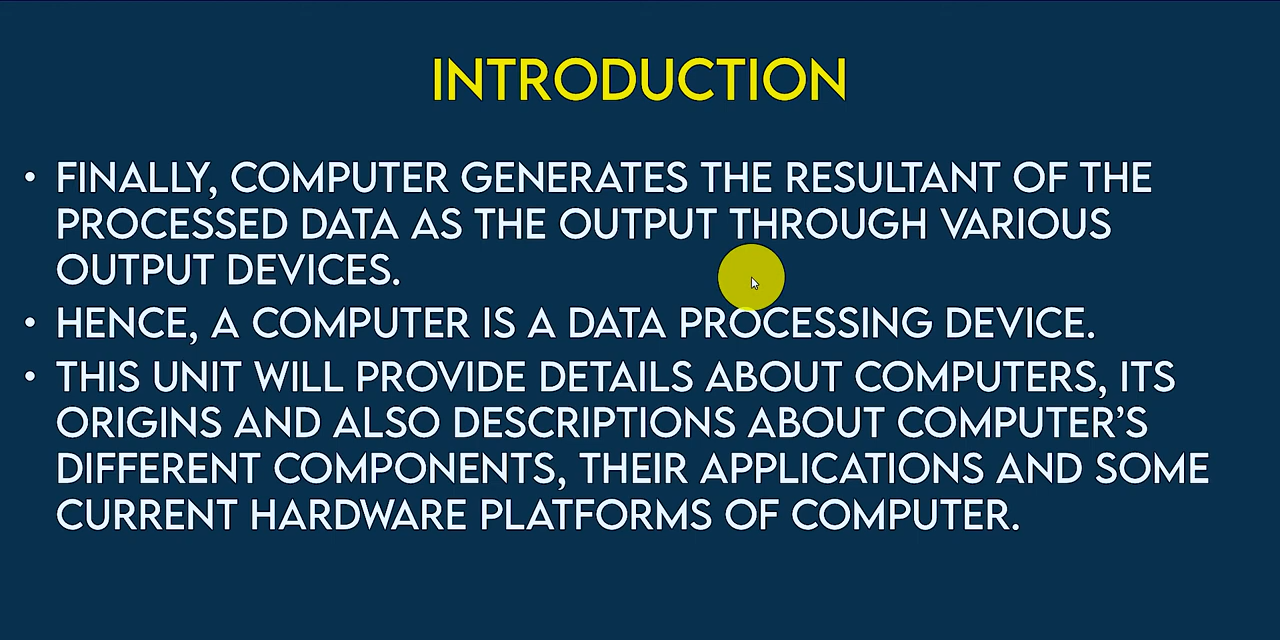 INTRODUCTION
• FINALLY, COMPUTER GENERATES THE RESULTANT OF THE
PROCESSED DATA AS THE OUTPUT THROUGH VARIOUS
OUTPUT DEVICES.
• HENCE, A COMPUTER IS A DATA PROCESSING DEVICE.
• THIS UNIT WILL PROVIDE DETAILS ABOUT COMPUTERS, ITS
ORIGINS AND ALSO DESCRIPTIONS ABOUT COMPUTER’S
DIFFERENT COMPONENTS, THEIR APPLICATIONS AND SOME
CURRENT HARDWARE PLATFORMS OF COMPUTER.